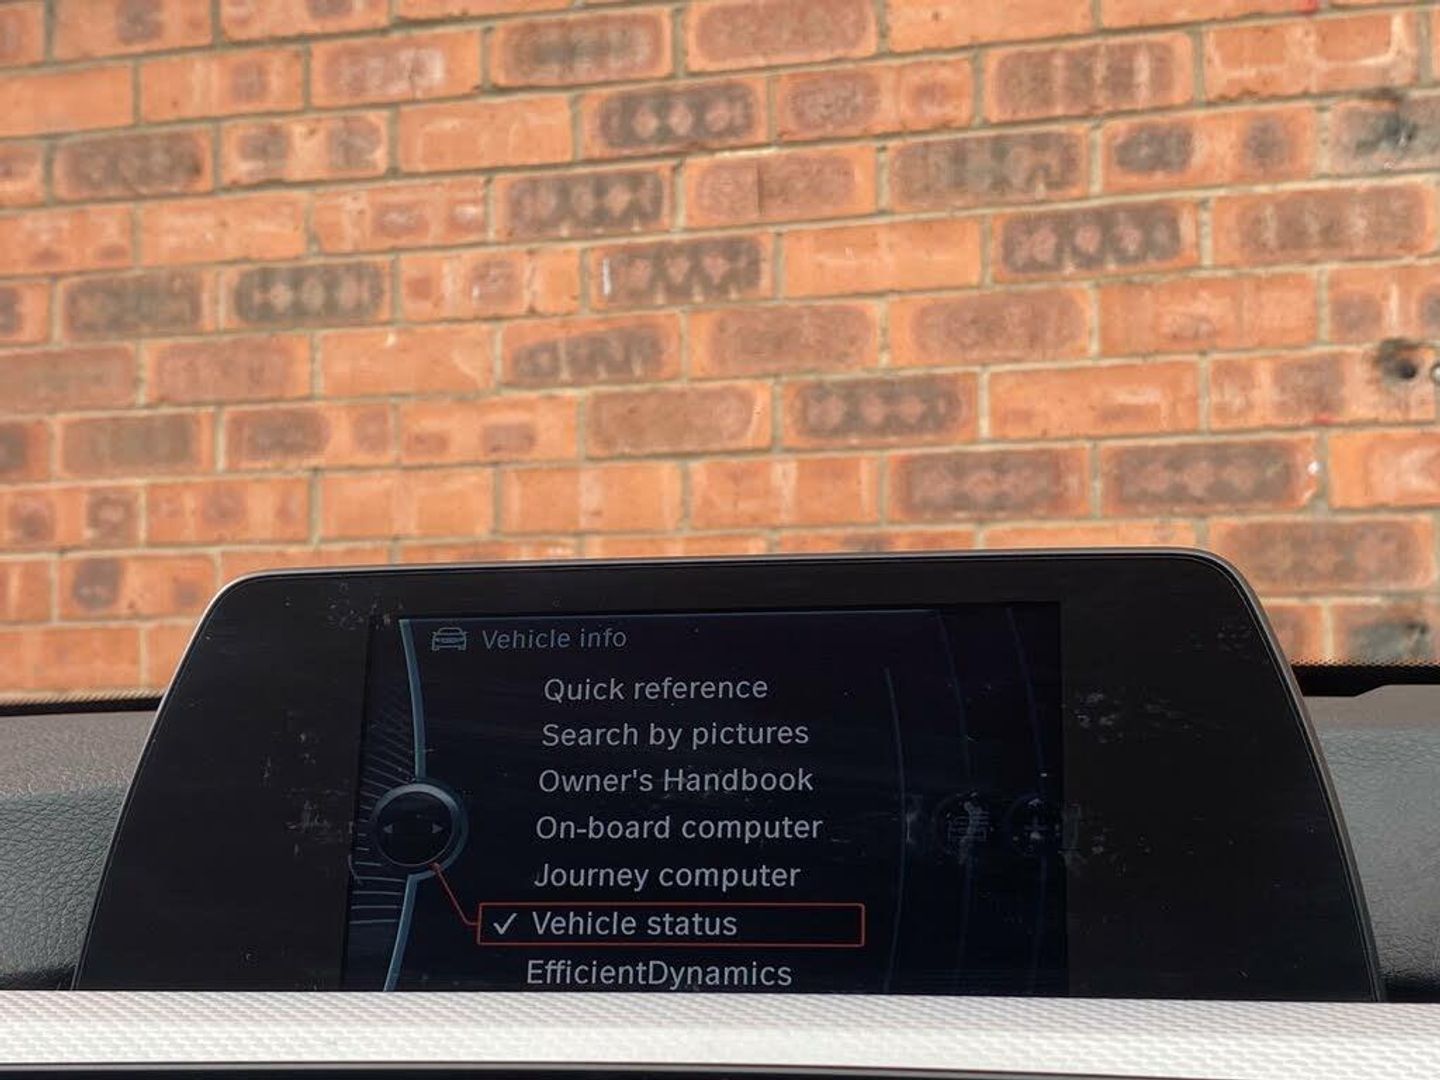 Vehicle info
Quick reference
Search by pictures
Owner's Handbook
On-board computer
Journey computer
✓ Vehicle status
EfficientDynamics